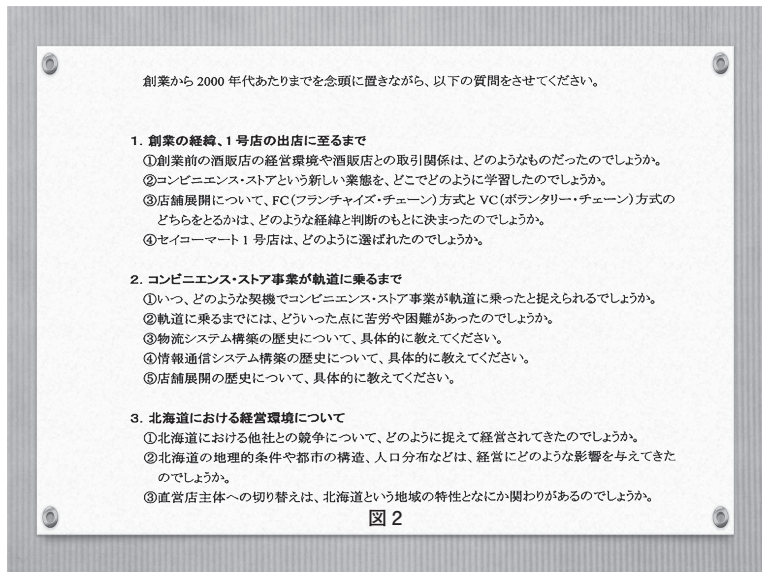 創業から2000年代あたりまでを念頭に置きながら、以下の質問をさせてください。
1．創業の経緯、1号店の出店に至るまで
①創業前の酒販店の経営環境や酒販店との取引関係は、どのようなものだったのでしょうか。
②コンビニエンス・ストアという新しい業態を、どこでどのように学習したのでしょうか。
③店舗展開について、FC（フランチャイズ・チェーン）方式とVC（ボランタリー・チェーン）方式の
どちらをとるかは、どのような経緯と判断のもとに決まったのでしょうか。
④セイコーマート1号店は、どのように選ばれたのでしょうか。
2．コンビニエンス・ストア事業が軌道に乗るまで
①いつ、どのような契機でコンビニエンス・ストア事業が軌道に乗ったと捉えられるでしょうか。
②軌道に乗るまでには、どういった点に苦労や困難があったのでしょうか。
③物流システム構築の歴史について、具体的に教えてください。
④情報通信システム構築の歴史について、具体的に教えてください。
⑤店舗展開の歴史について、具体的に教えてください。
3．北海道における経営環境について
①北海道における他社との競争について、どのように捉えて経営されてきたのでしょうか。
②北海道の地理的条件や都市の構造、人口分布などは、経営にどのような影響を与えてきた
のでしょうか。
③直営店主体への切り替えは、北海道という地域の特性となにか関わりがあるのでしょうか。
図2